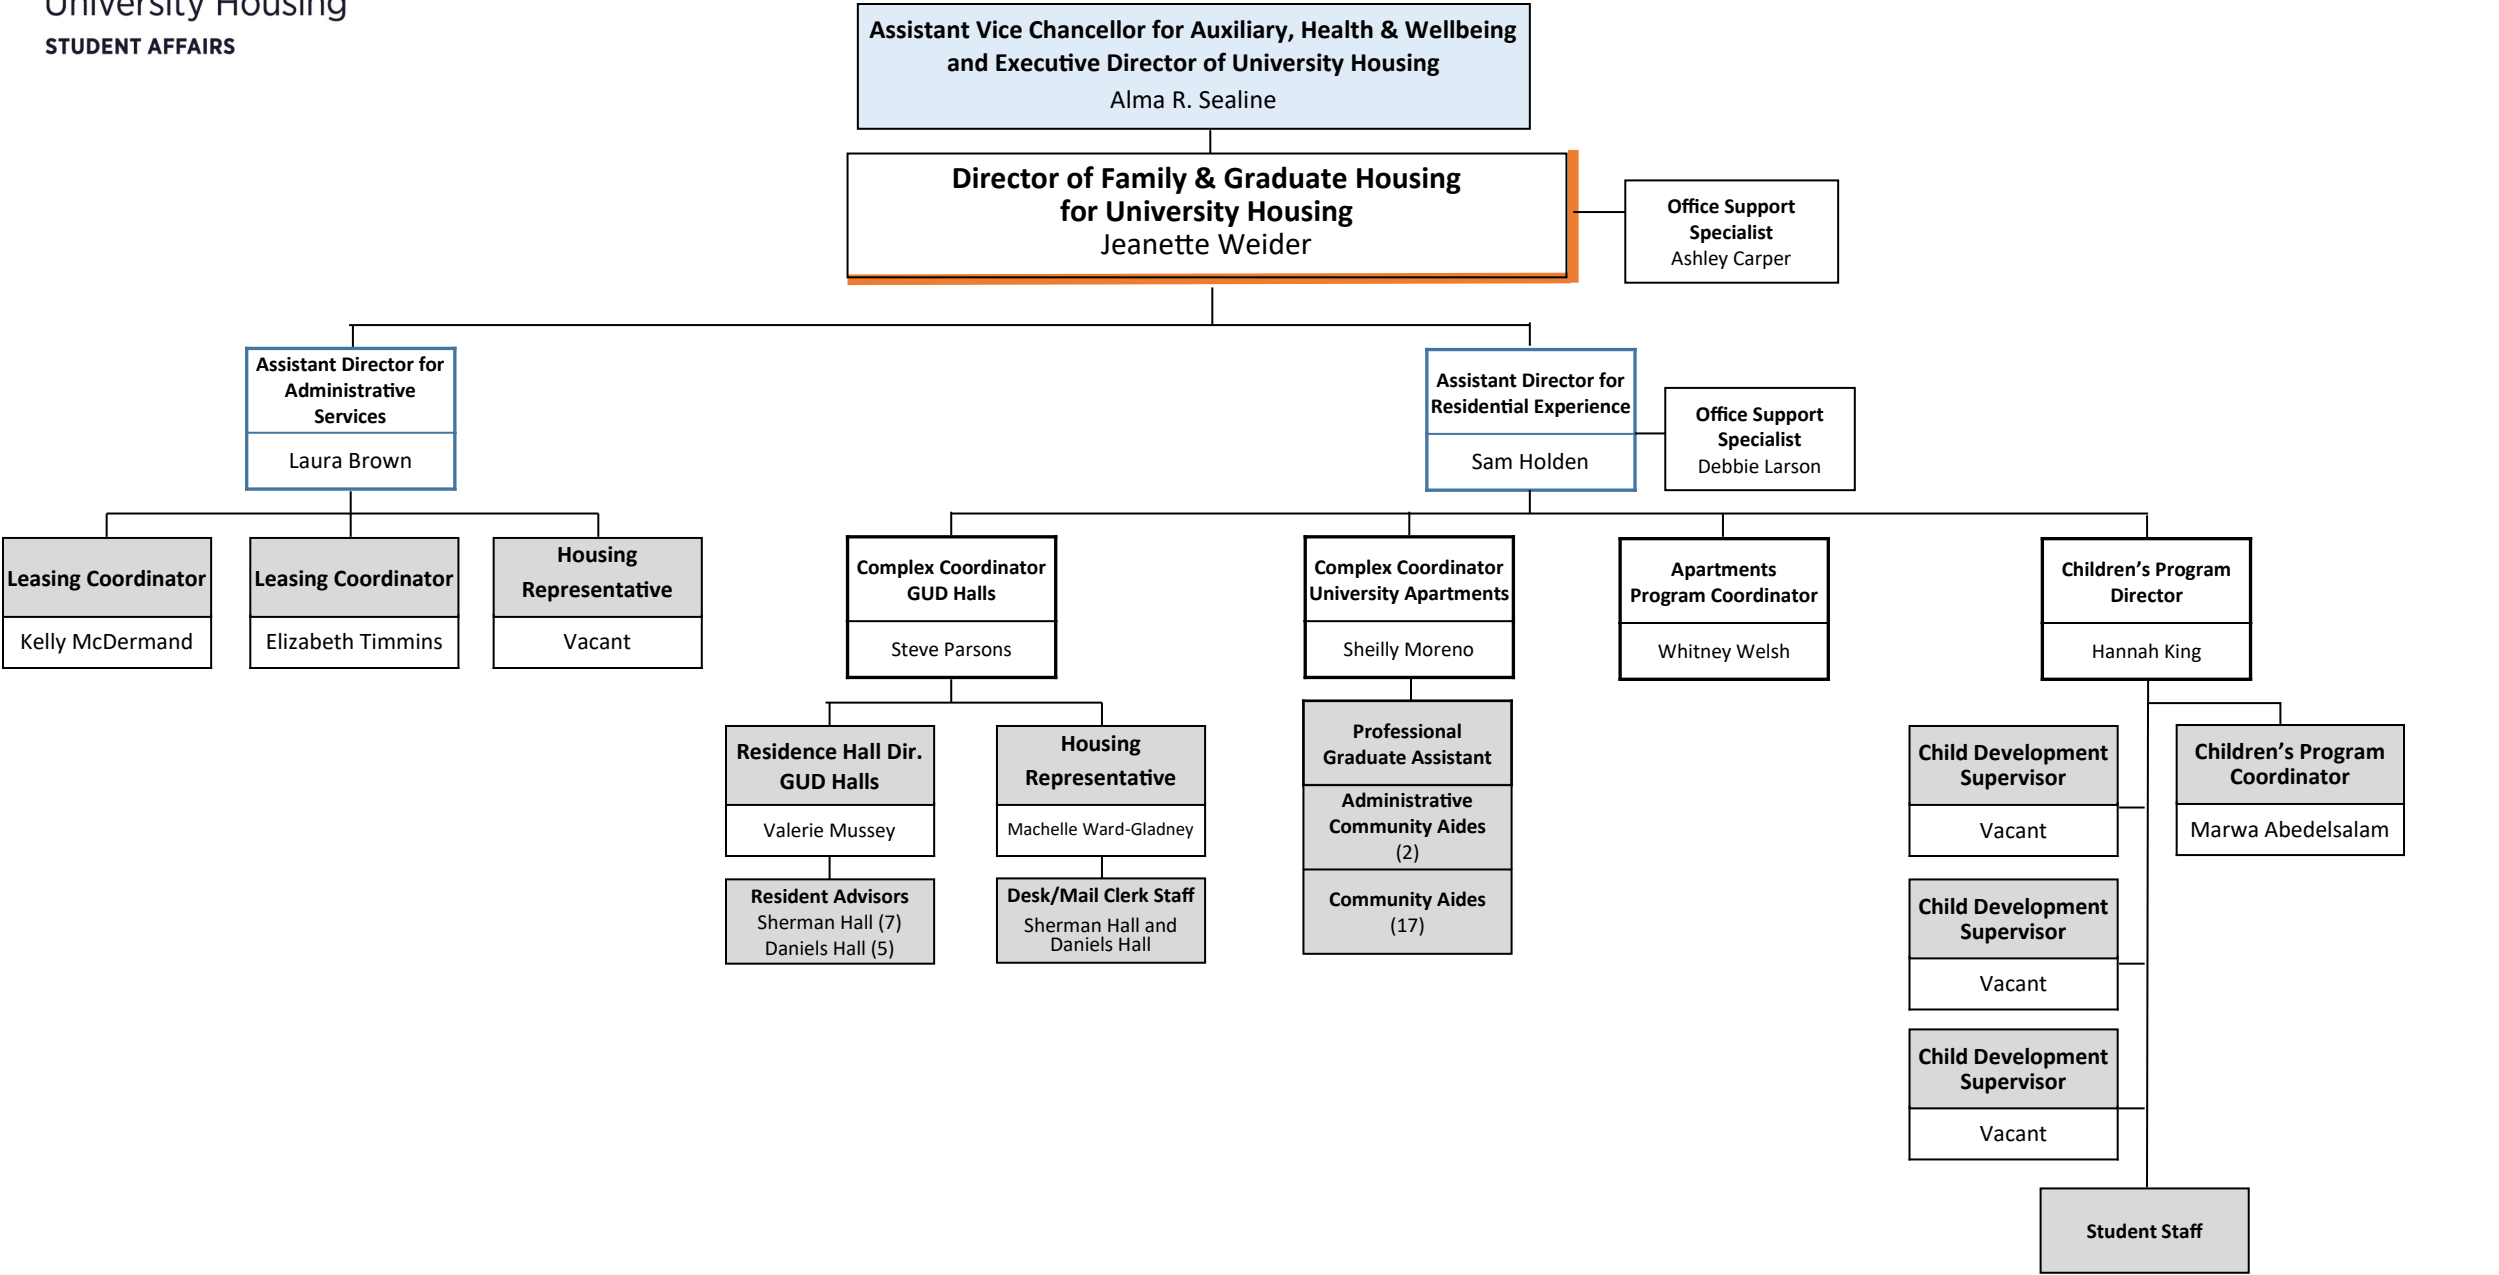 University Housing
STUDENT AFFAIRS
Assistant Vice Chancellor for Auxiliary, Health & Wellbeing
and Executive Director of University Housing
Alma R. Sealine
Director of Family & Graduate Housing
for University Housing
Jeanette Weider
Office Support
Specialist
Ashley Carper
Assistant Director for
Administrative
Services
Laura Brown
Assistant Director for
Residential Experience
Sam Holden
Office Support
Specialist
Debbie Larson
Leasing Coordinator
Kelly McDermand
Leasing Coordinator
Elizabeth Timmins
Housing
Representative
Vacant
Complex Coordinator
GUD Halls
Steve Parsons
Complex Coordinator
University Apartments
Sheilly Moreno
Apartments
Program Coordinator
Whitney Welsh
Children’s Program
Director
Hannah King
Residence Hall Dir.
GUD Halls
Valerie Mussey
Housing
Representative
Machelle Ward-Gladney
Professional
Graduate Assistant
Administrative
Community Aides
(2)
Community Aides
(17)
Resident Advisors
Sherman Hall (7)
Daniels Hall (5)
Desk/Mail Clerk Staff
Sherman Hall and
Daniels Hall
Child Development
Supervisor
Vacant
Children’s Program
Coordinator
Marwa Abedelsalam
Child Development
Supervisor
Vacant
Child Development
Supervisor
Vacant
Student Staff